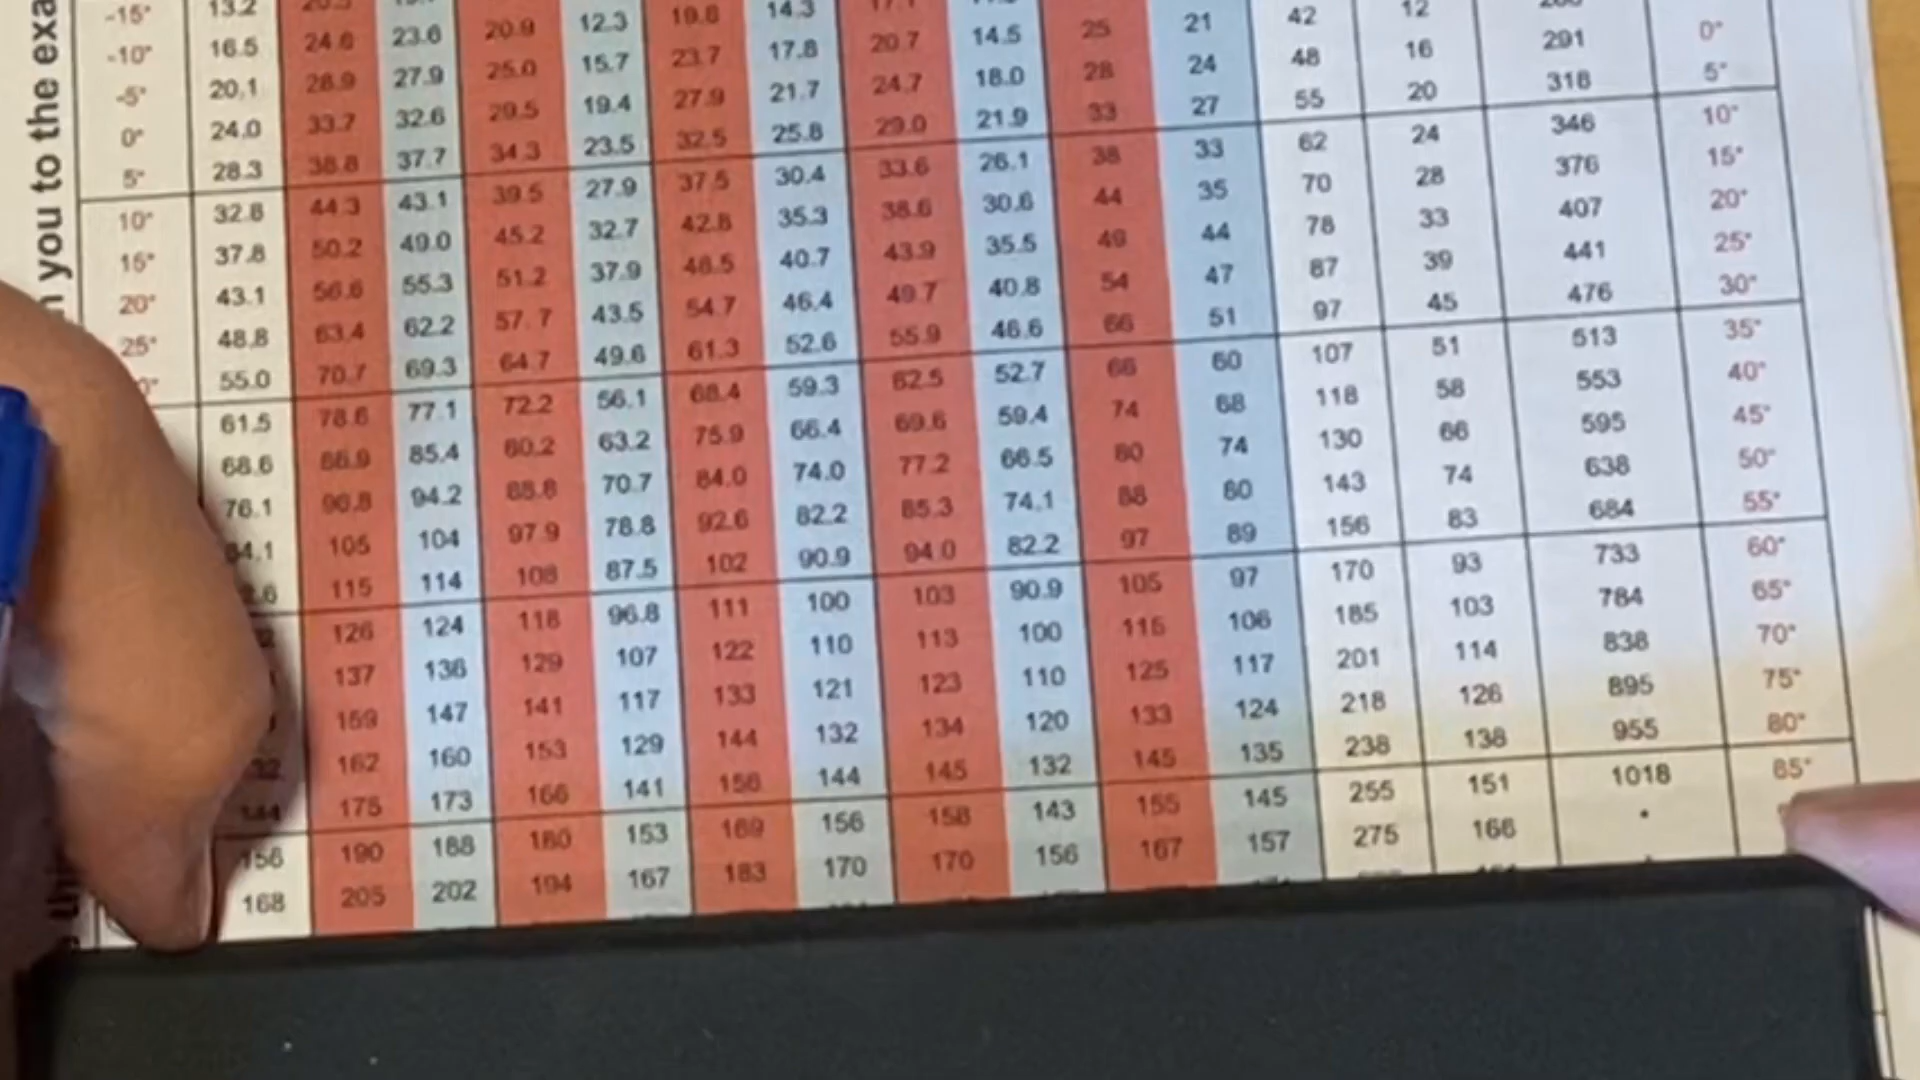 you to the exa
-15° 13.2
-10° 16.5 24.6 23.6 20.9 12.3 19.8 14.3
-5° 20.1 28.9 27.9 25.0 15.7 23.7 17.8 20.7 14.5 25 21 42 12
0° 24.0 33.7 32.6 29.5 19.4 27.9 21.7 24.7 18.0 28 24 48 16 291 0°
5° 28.3 38.8 37.7 34.3 23.5 32.5 25.8 29.0 21.9 33 27 55 20 318 5°
10° 32.8 44.3 43.1 39.5 27.9 37.5 30.4 33.6 26.1 38 33 62 24 346 10°
15° 37.8 50.2 49.0 45.2 32.7 42.8 35.3 38.6 30.6 44 35 70 28 376 15°
20° 43.1 56.6 55.3 51.2 37.9 48.5 40.7 43.9 35.5 49 44 78 33 407 20°
25° 48.8 63.4 62.2 57.7 43.5 54.7 46.4 49.7 40.8 54 47 87 39 441 25°
0° 55.0 70.7 69.3 64.7 49.6 61.3 52.6 55.9 46.6 66 51 97 45 476 30°
61.5 78.6 77.1 72.2 56.1 68.4 59.3 62.5 52.7 66 60 107 51 513 35°
68.6 86.9 85.4 80.2 63.2 75.9 66.4 69.6 59.4 74 68 118 58 553 40°
76.1 96.8 94.2 88.8 70.7 84.0 74.0 77.2 66.5 80 74 130 66 595 45°
4.1 105 104 97.9 78.8 92.6 82.2 85.3 74.1 88 80 143 74 638 50°
2.6 115 114 108 87.5 102 90.9 94.0 82.2 97 89 156 83 684 55°
126 124 118 96.8 111 100 103 90.9 105 97 170 93 733 60°
137 136 129 107 122 110 113 100 116 106 185 103 784 65°
159 147 141 117 133 121 123 110 125 117 201 114 838 70°
32 162 160 153 129 144 132 134 120 133 124 218 126 895 75°
144 175 173 166 141 156 144 145 132 145 135 238 138 955 80°
156 190 188 180 153 169 156 158 143 155 145 255 151 1018 85°
168 205 202 194 167 183 170 170 156 167 157 275 166 •